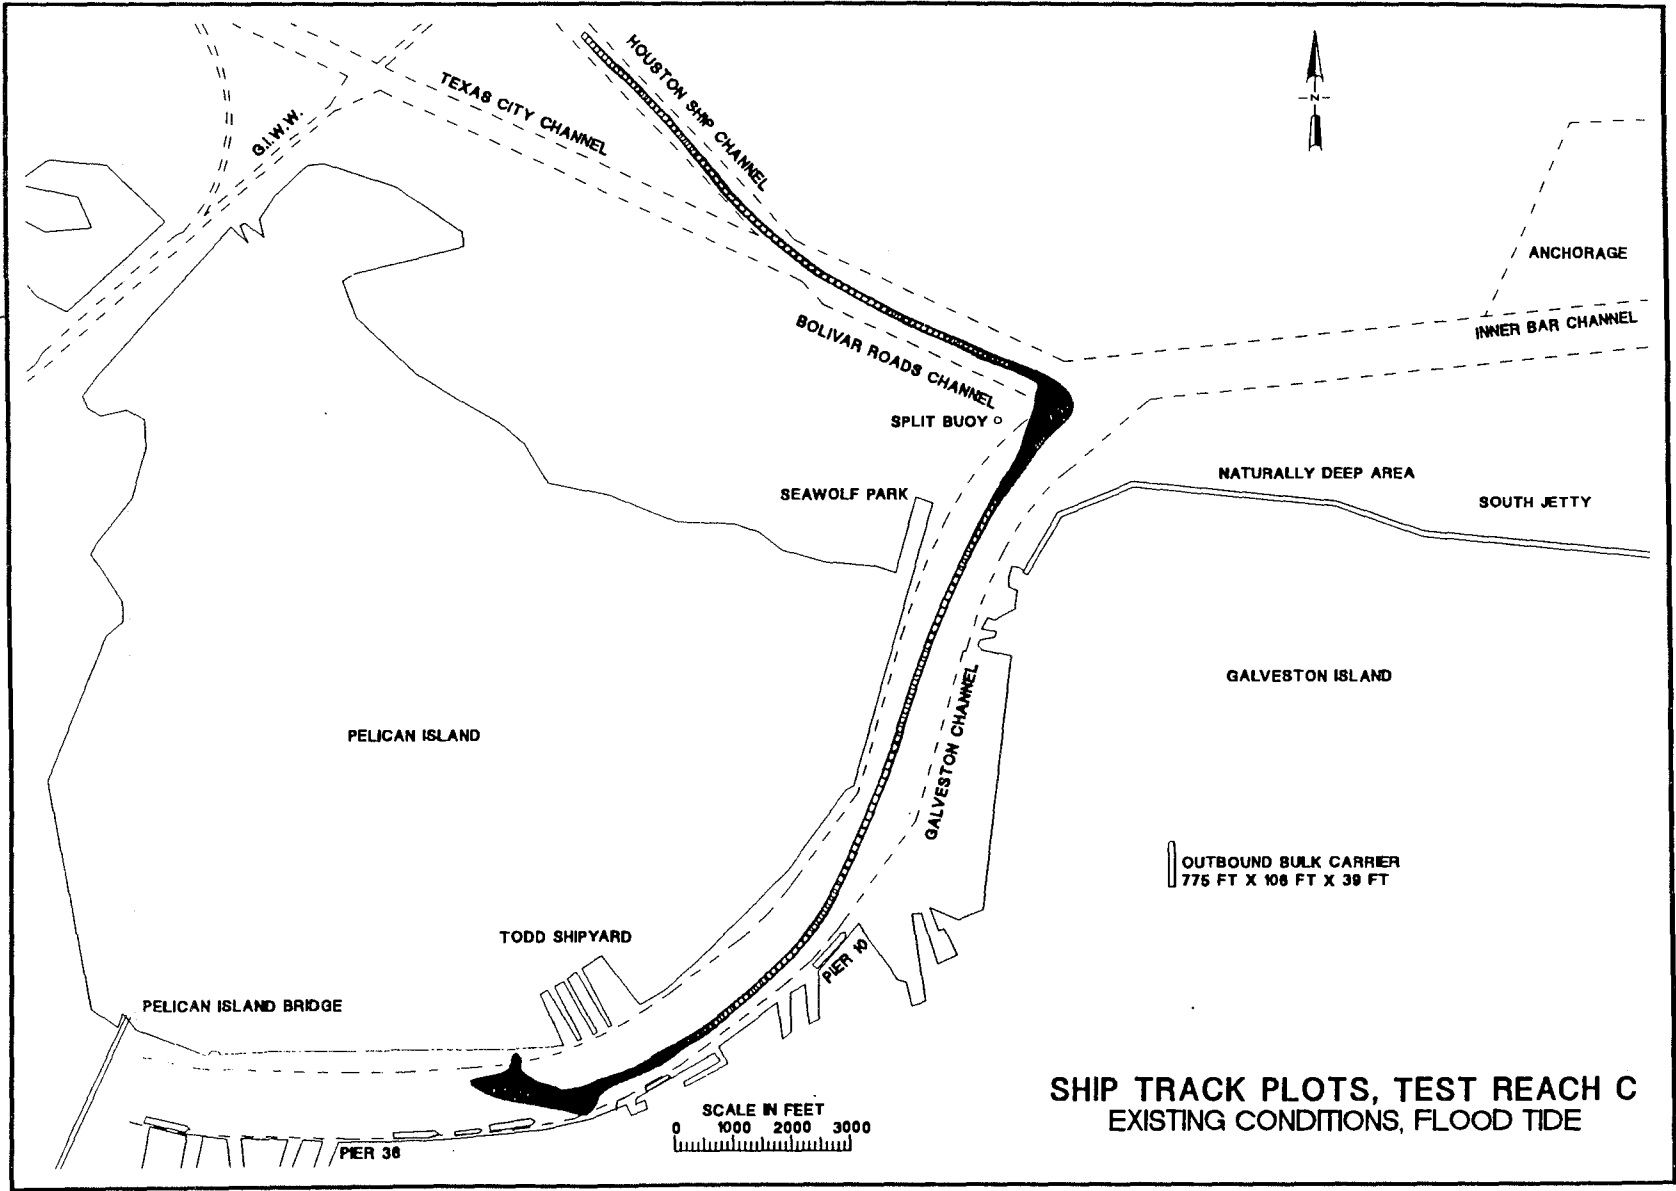 HOUSTON SHIP CHANNEL
TEXAS CITY CHANNEL
G.I.W.W.
N
ANCHORAGE
INNER BAR CHANNEL
BOLIVAR ROADS CHANNEL
SPLIT BUOY
NATURALLY DEEP AREA
SEAWOLF PARK
SOUTH JETTY
GALVESTON ISLAND
PELICAN ISLAND
GALVESTON CHANNEL
OUTBOUND BULK CARRIER
775 FT X 106 FT X 39 FT
TODD SHIPYARD
PIER 10
PELICAN ISLAND BRIDGE
SCALE IN FEET
0 1000 2000 3000
PIER 36
SHIP TRACK PLOTS, TEST REACH C
EXISTING CONDITIONS, FLOOD TIDE